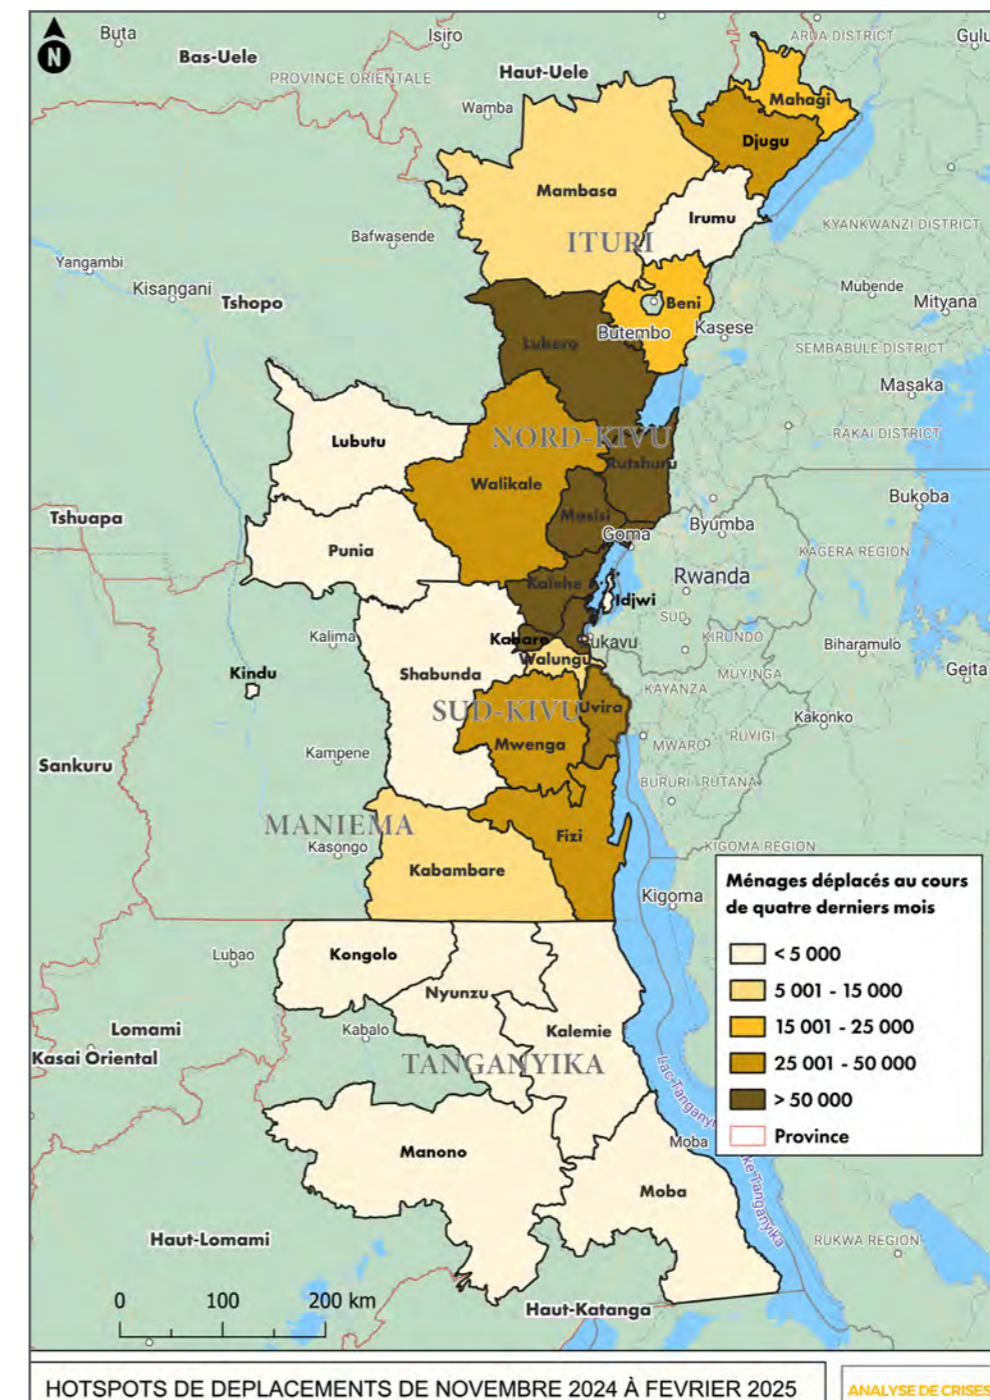 N
Buta
Isiro
ARUA DISTRICT
Gulu
Bas-Uele
PROVINCE ORIENTALE
Haut-Uele
Wamba
Mahagi
Djugu
Mambasa
Irumu
KYANKWANZI DISTRICT
Bafwasende
ITURI
Yangambi
Kisangani
Tshopo
Mubende
Mityana
Beni
Butembo
Kasese
Lubero
SEMBABULE DISTRICT
Masaka
Lubutu
NORD-KIVU
RAKAI DISTRICT
Rutshuru
Walikale
Bukoba
Tshuapa
Masisi
Byumba
Goma
Punia
KAGERA REGION
Rwanda
Kalehe
Idjwi
SUD
Kalima
Kabare
Bukavu
KIRUNDO
Biharamulo
Walungu
Kindu
Shabunda
MUYINGA
Geita
KAYANZA
SUD-KIVU
Uvira
Kakonko
Mwenga
MWARO
RUYIGI
Kampene
Sankuru
BURURI
RUTANA
MANIEMA
Fizi
Kasongo
KIGOMA REGION
Kabambare
Kigoma
Ménages déplacés au cours
de quatre derniers mois
< 5 000
5 001 - 15 000
15 001 - 25 000
25 001 - 50 000
> 50 000
Province
Lubao
Kongolo
Nyunzu
Lomami
Kabalo
Kalemie
Kasai Oriental
TANGANYIKA
Lac Tanganyi
ke Tanganyika
Moba
Manono
Moba
Haut-Lomami
RUKWA REGION
0 100 200 km
Haut-Katanga
HOTSPOTS DE DEPLACEMENTS DE NOVEMBRE 2024 À FEVRIER 2025
ANALYSE DE CRISES